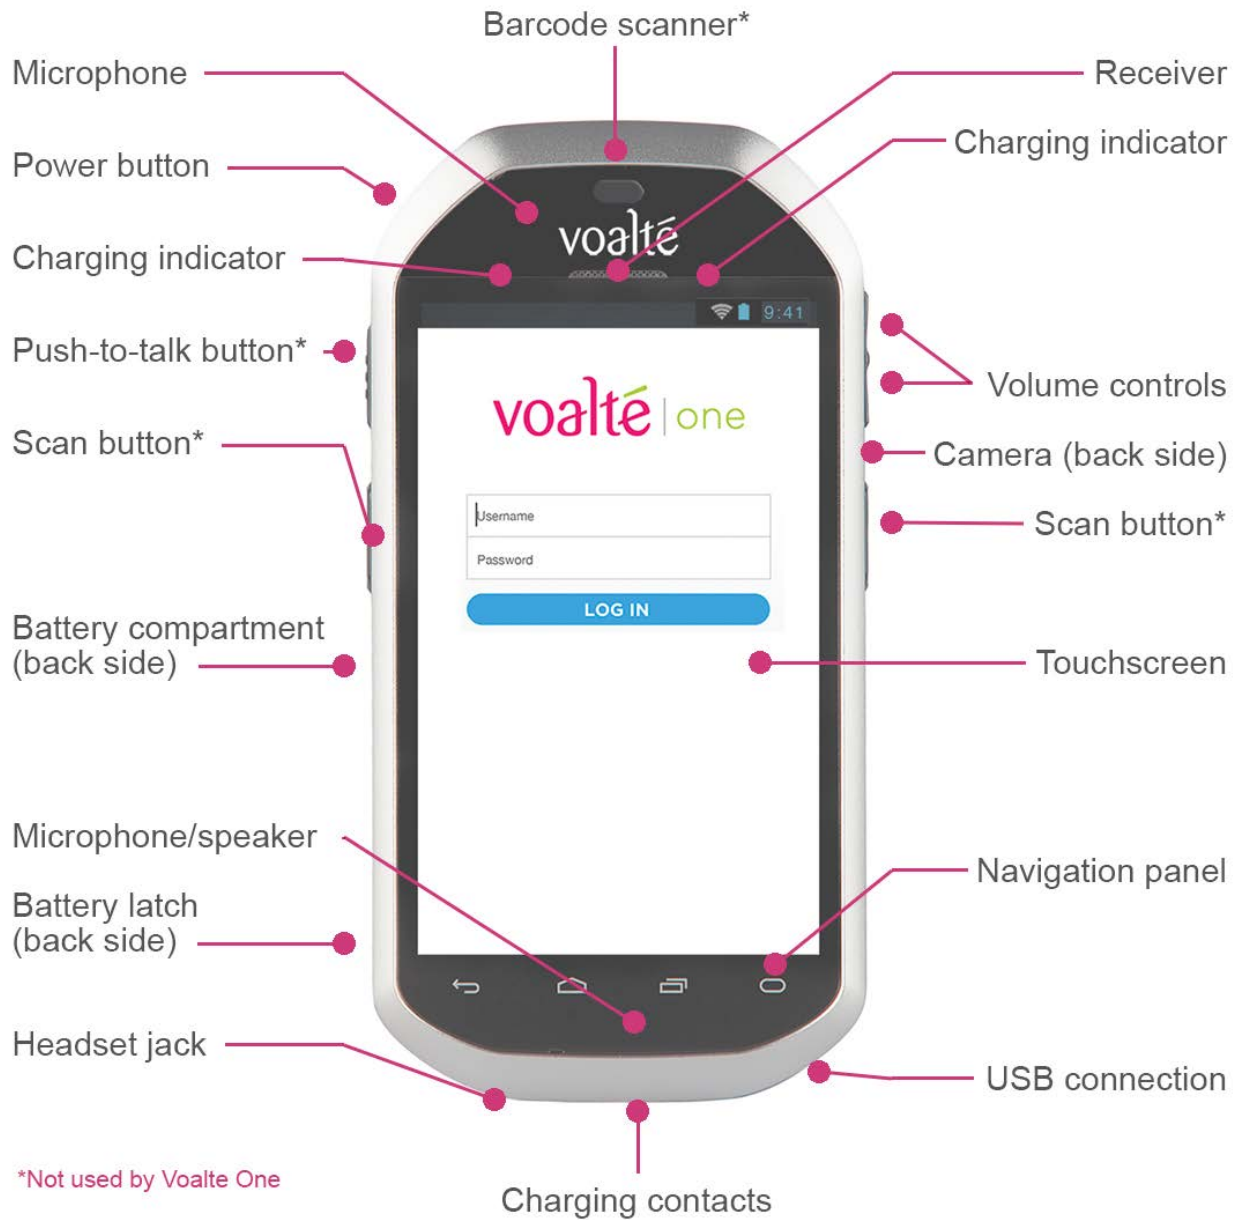 Barcode scanner*
Microphone
Receiver
Power button
Charging indicator
voalté
Charging indicator
9:41
Push-to-talk button*
Volume controls
voalté | one
Scan button*
Camera (back side)
Username
Scan button*
Password
LOG IN
Battery compartment
(back side)
Touchscreen
Microphone/speaker
Navigation panel
Battery latch
(back side)
Headset jack
USB connection
*Not used by Voalte One
Charging contacts